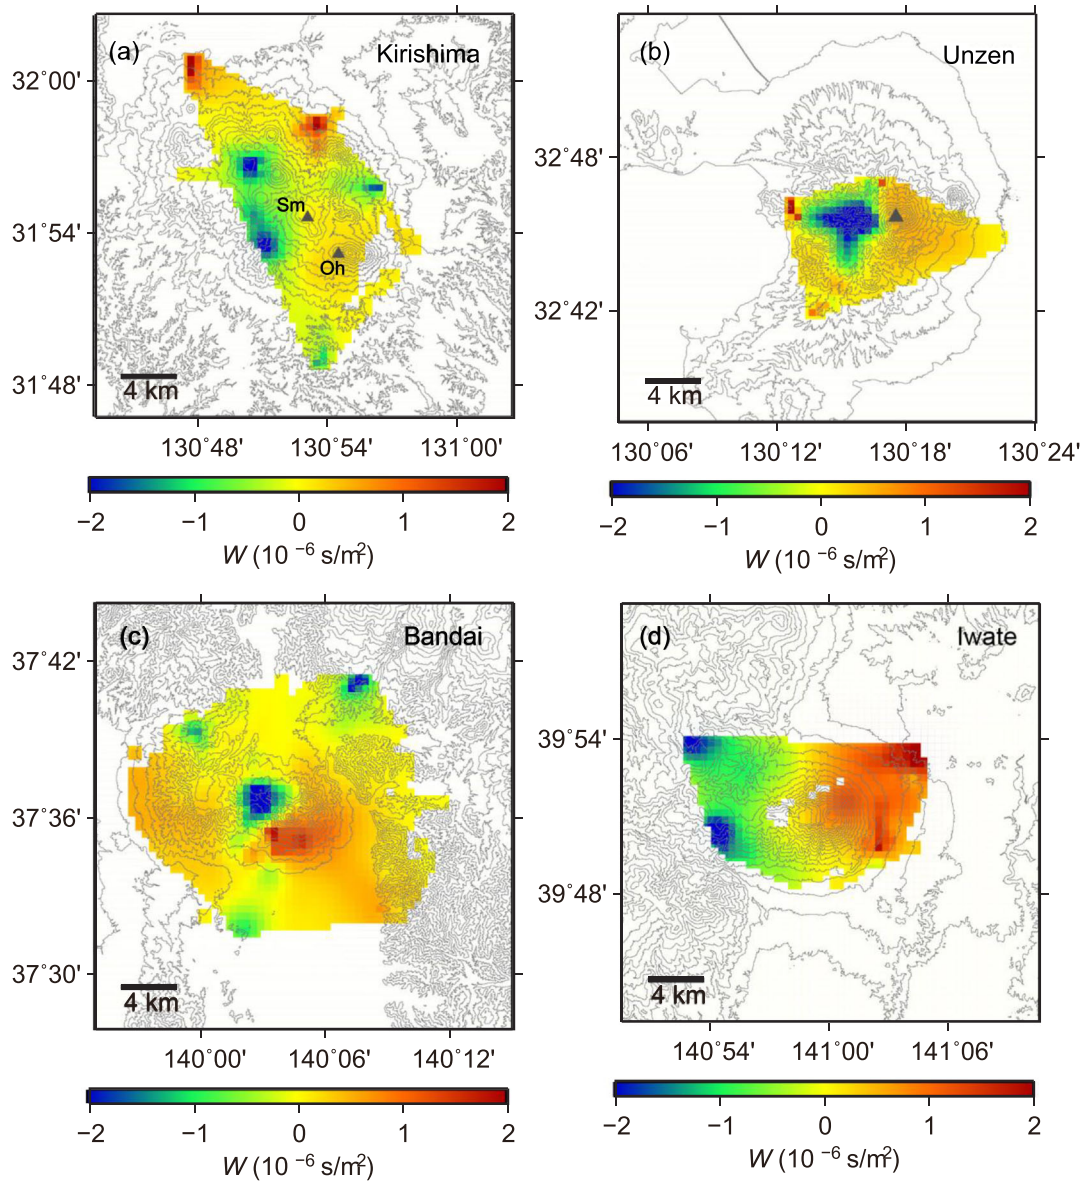 (a) Kirishima
32°00'
31°54'
31°48'
Sm
Oh
4 km
130°48' 130°54' 131°00'
−2 −1 0 1 2
W (10 −6 s/m2)
(b) Unzen
32°48'
32°42'
4 km
130°06' 130°12' 130°18' 130°24'
−2 −1 0 1 2
W (10 −6 s/m2)
(c) Bandai
37°42'
37°36'
37°30'
4 km
140°00' 140°06' 140°12'
−2 −1 0 1 2
W (10 −6 s/m2)
(d) Iwate
39°54'
39°48'
4 km
140°54' 141°00' 141°06'
−2 −1 0 1 2
W (10 −6 s/m2)